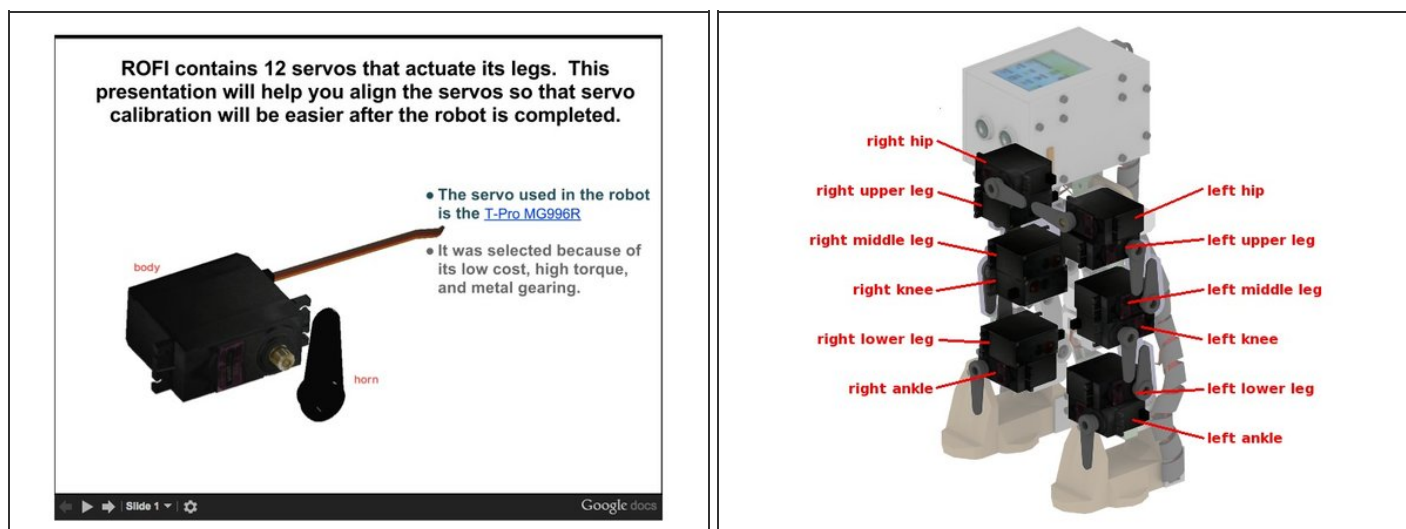 ROFI contains 12 servos that actuate its legs.  This
presentation will help you align the servos so that servo
calibration will be easier after the robot is completed.
● The servo used in the robot
is the T-Pro MG996R
● It was selected because of
its low cost, high torque,
and metal gearing.
body
horn
Slide 1
Google docs
right hip
right upper leg
right middle leg
right knee
right lower leg
right ankle
left hip
left upper leg
left middle leg
left knee
left lower leg
left ankle